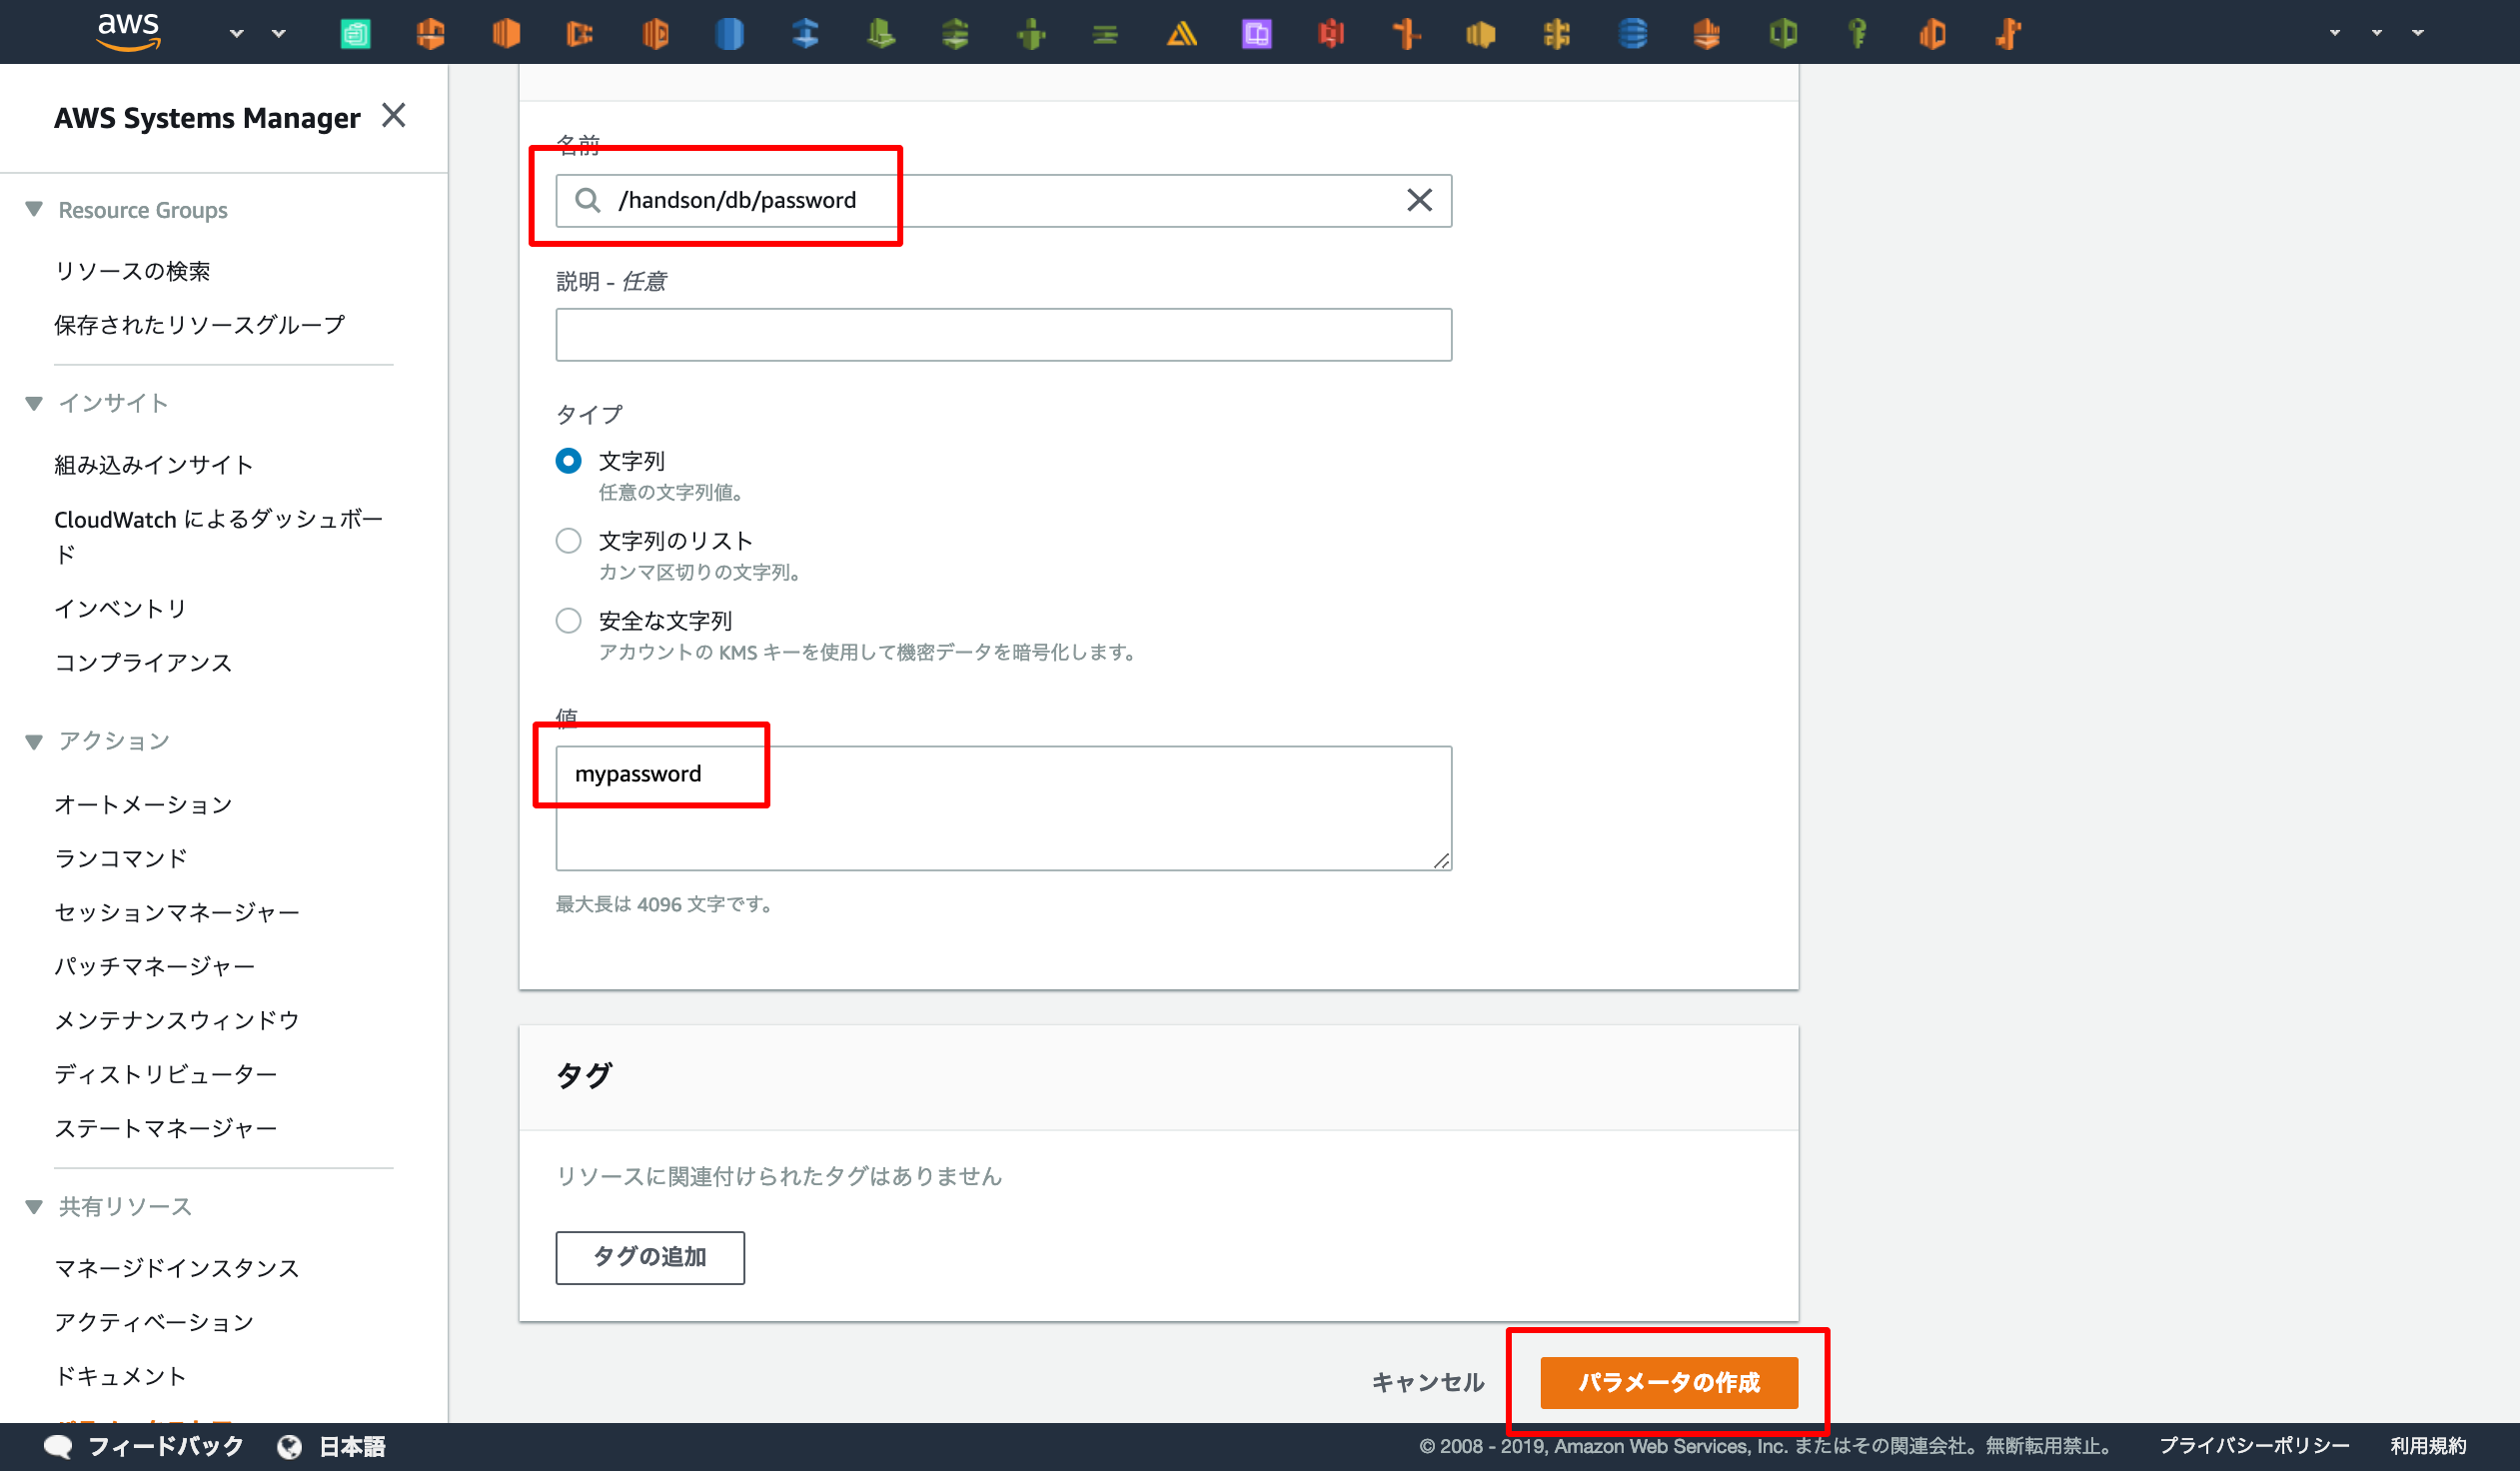 aws
AWS Systems Manager
Resource Groups
リソースの検索
保存されたリソースグループ
インサイト
組み込みインサイト
CloudWatch によるダッシュボー
ド
インベントリ
コンプライアンス
アクション
オートメーション
ランコマンド
セッションマネージャー
パッチマネージャー
メンテナンスウィンドウ
ディストリビューター
ステートマネージャー
共有リソース
マネージドインスタンス
アクティベーション
ドキュメント
名前
/handson/db/password
説明 - 任意
タイプ
文字列
任意の文字列値。
文字列のリスト
カンマ区切りの文字列。
安全な文字列
アカウントの KMS キーを使用して機密データを暗号化します。
値
mypassword
最大長は 4096 文字です。
タグ
リソースに関連付けられたタグはありません
タグの追加
キャンセル
パラメータの作成
フィードバック
日本語
© 2008 - 2019, Amazon Web Services, Inc. またはその関連会社。無断転用禁止。
プライバシーポリシー
利用規約